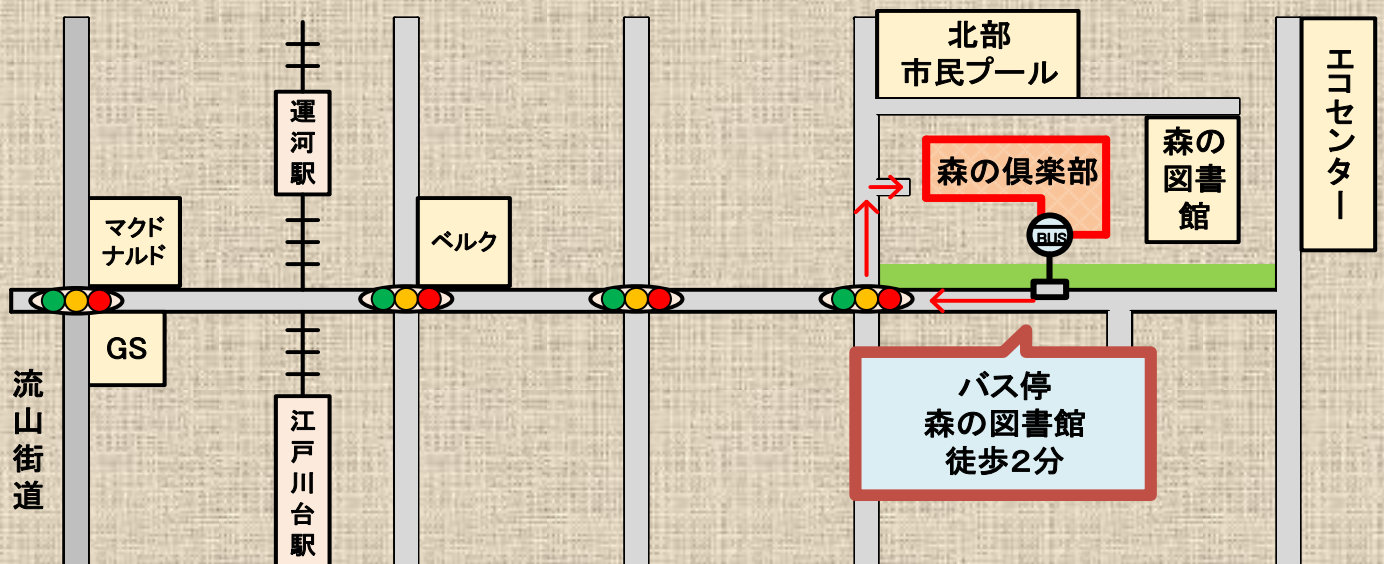 北部
市民プール
エコセンター
運河駅
森の
図書
館
森の倶楽部
マクド
ナルド
ベルク
BUS
GS
流山街道
江戸川台駅
バス停
森の図書館
徒歩2分